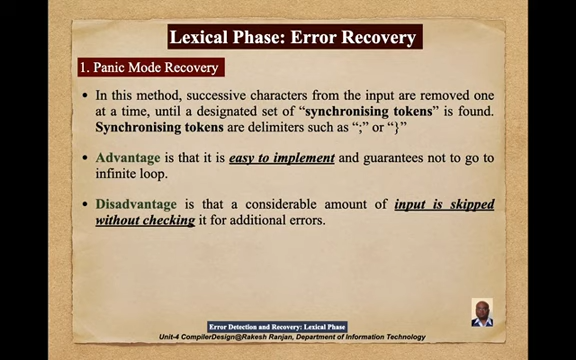 Lexical Phase: Error Recovery
1. Panic Mode Recovery
• In this method, successive characters from the input are removed one
at a time, until a designated set of “synchronising tokens” is found.
Synchronising tokens are delimiters such as “;” or “}”
• Advantage is that it is easy to implement and guarantees not to go to
infinite loop.
• Disadvantage is that a considerable amount of input is skipped
without checking it for additional errors.
Error Detection and Recovery: Lexical Phase
Unit-4 CompilerDesign@Rakesh Ranjan, Department of Information Technology